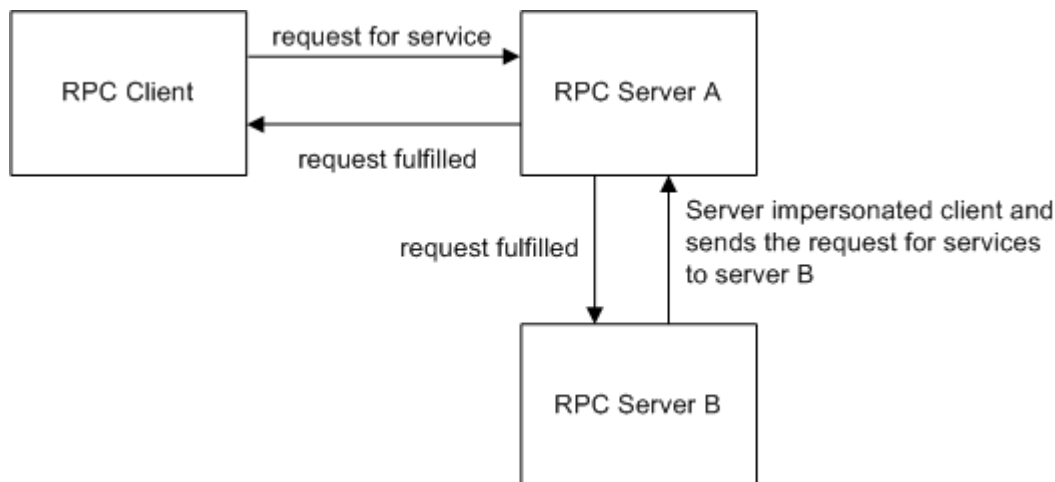 request for service
RPC Client
RPC Server A
request fulfilled
Server impersonated client and
sends the request for services
to server B
request fulfilled
RPC Server B